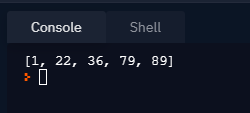 Console Shell
[1, 22, 36, 79, 89]